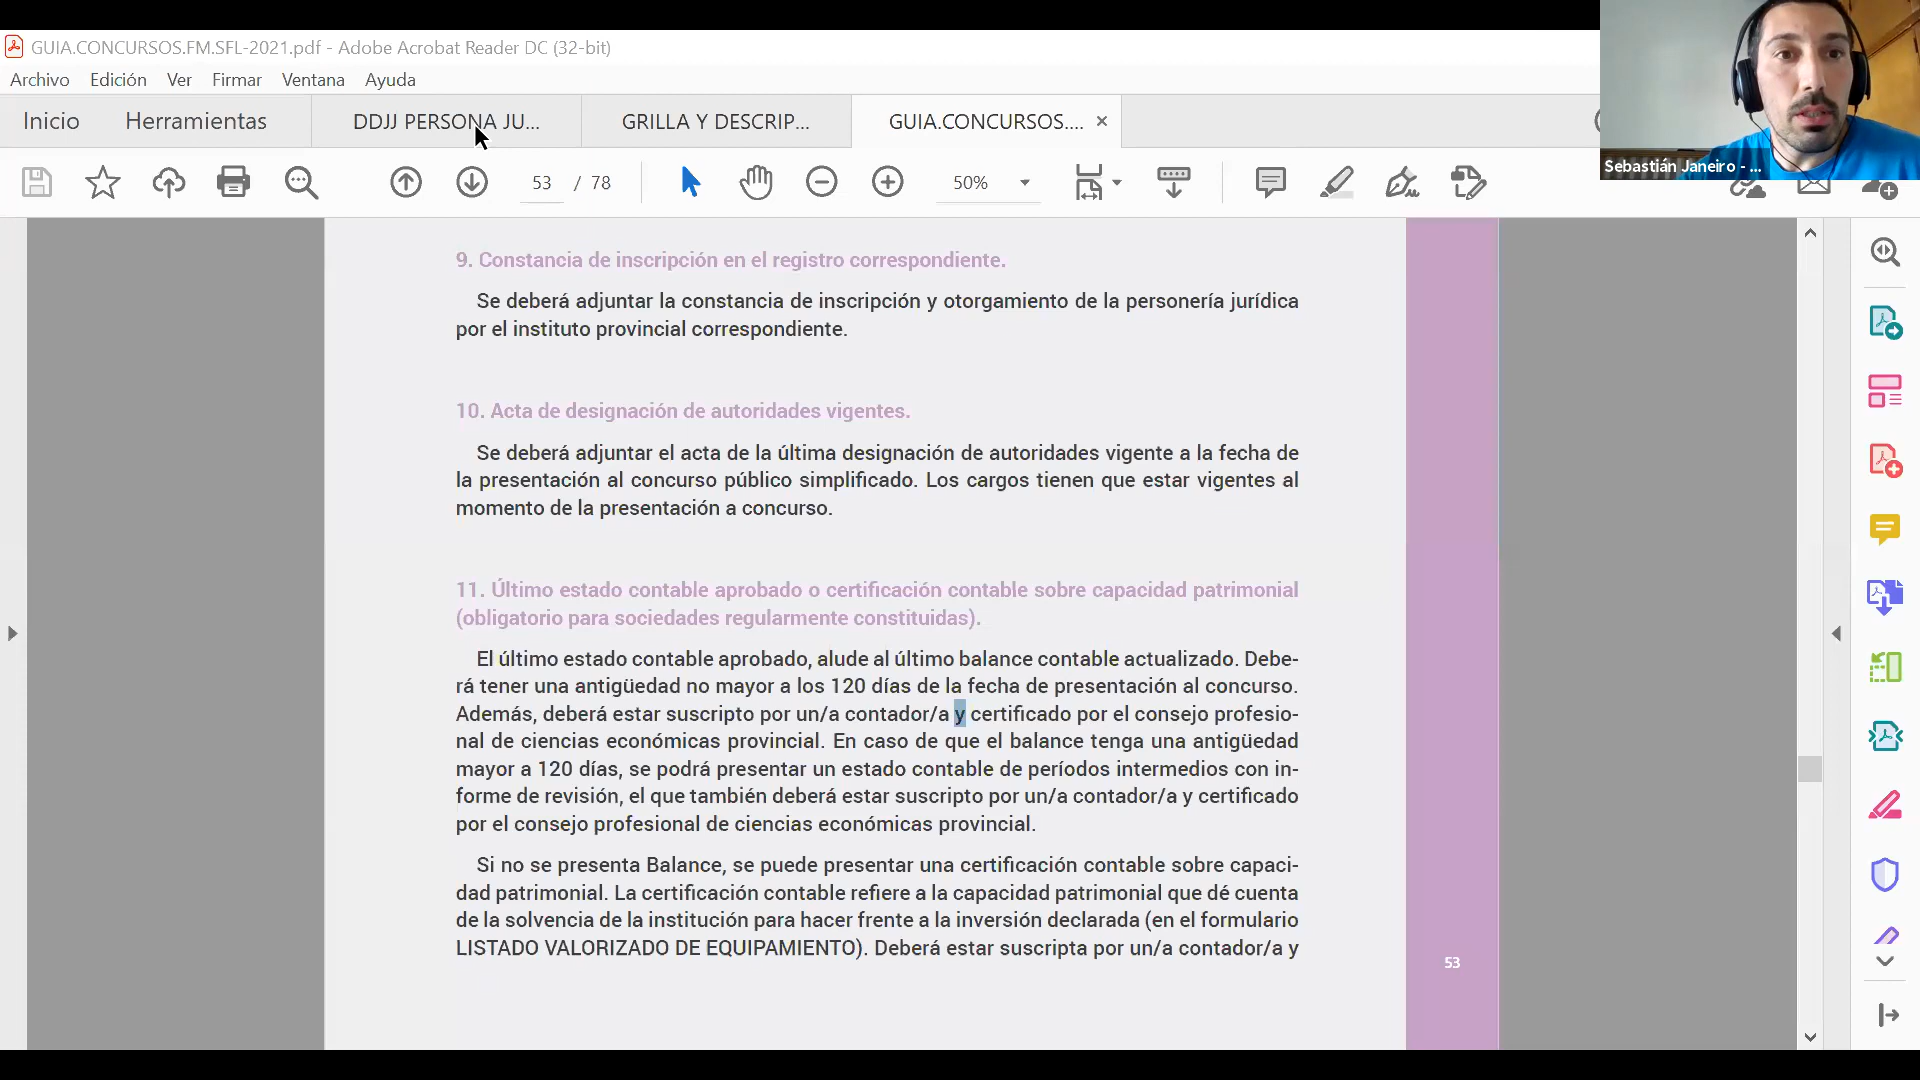 GUIA.CONCURSOS.FM.SFL-2021.pdf - Adobe Acrobat Reader DC (32-bit)
Archivo Edición Ver Firmar Ventana Ayuda
Inicio Herramientas DDJJ PERSONA JU... GRILLA Y DESCRIP... GUIA.CONCURSOS....
53 / 78 50%
Sebastián Janeiro - ...
9. Constancia de inscripción en el registro correspondiente.
Se deberá adjuntar la constancia de inscripción y otorgamiento de la personería jurídica
por el instituto provincial correspondiente.
10. Acta de designación de autoridades vigentes.
Se deberá adjuntar el acta de la última designación de autoridades vigente a la fecha de
la presentación al concurso público simplificado. Los cargos tienen que estar vigentes al
momento de la presentación a concurso.
11. Último estado contable aprobado o certificación contable sobre capacidad patrimonial
(obligatorio para sociedades regularmente constituidas).
El último estado contable aprobado, alude al último balance contable actualizado. Debe-
rá tener una antigüedad no mayor a los 120 días de la fecha de presentación al concurso.
Además, deberá estar suscripto por un/a contador/a y certificado por el consejo profesio-
nal de ciencias económicas provincial. En caso de que el balance tenga una antigüedad
mayor a 120 días, se podrá presentar un estado contable de períodos intermedios con in-
forme de revisión, el que también deberá estar suscripto por un/a contador/a y certificado
por el consejo profesional de ciencias económicas provincial.
Si no se presenta Balance, se puede presentar una certificación contable sobre capaci-
dad patrimonial. La certificación contable refiere a la capacidad patrimonial que dé cuenta
de la solvencia de la institución para hacer frente a la inversión declarada (en el formulario
LISTADO VALORIZADO DE EQUIPAMIENTO). Deberá estar suscripta por un/a contador/a y
53